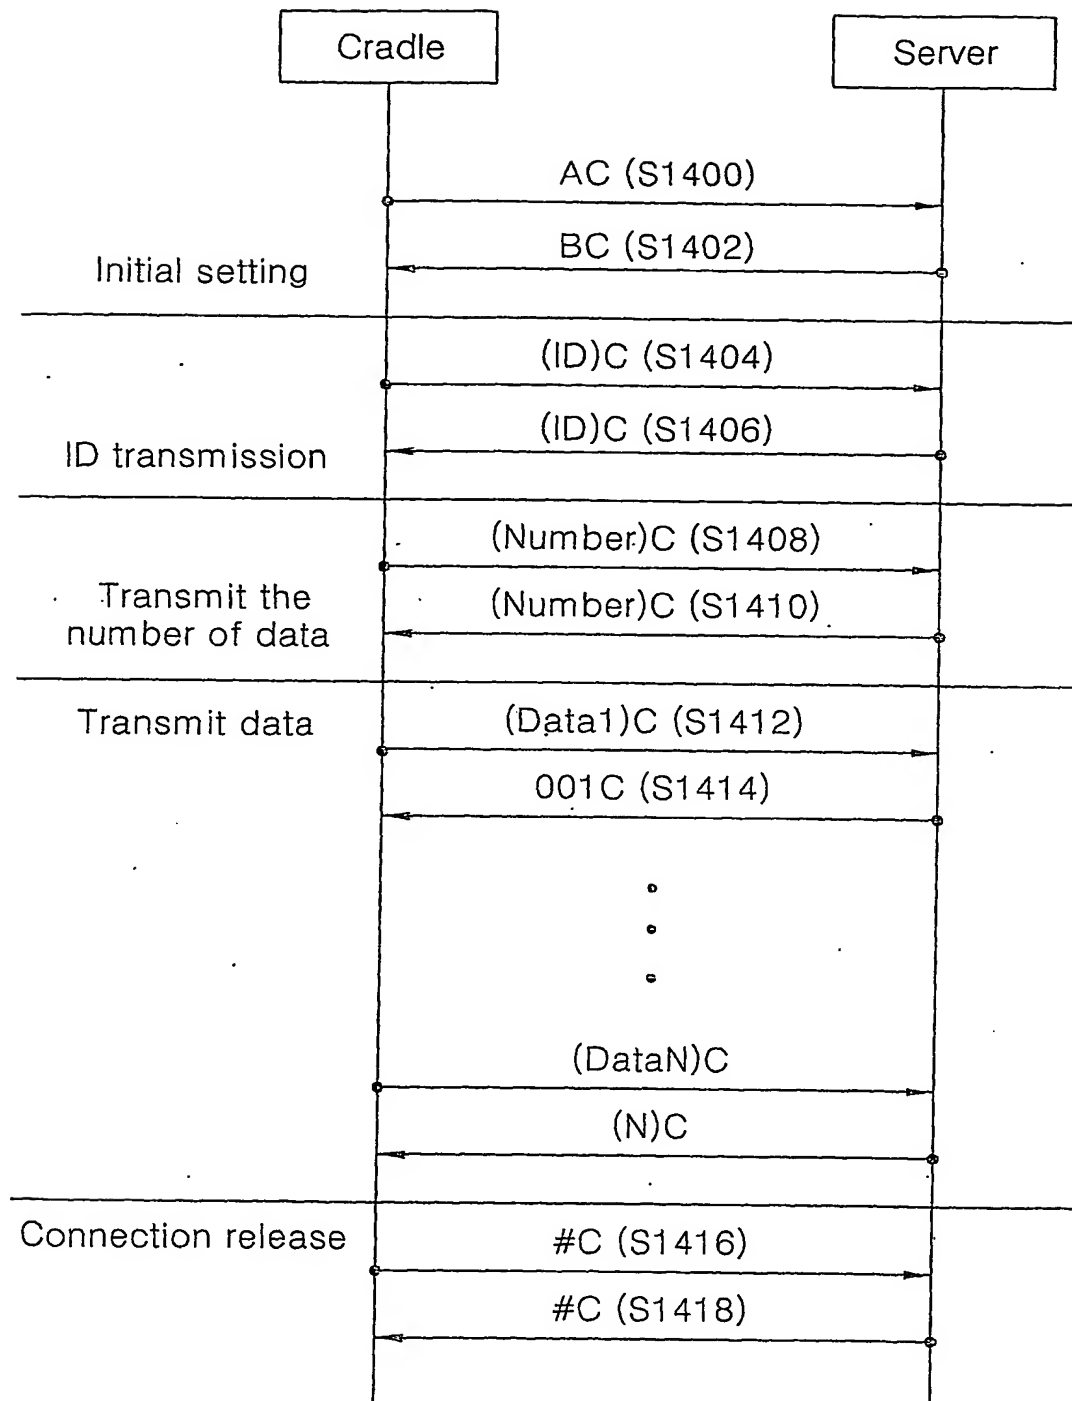 Cradle
Server
AC (S1400)
BC (S1402)
Initial setting
(ID)C (S1404)
(ID)C (S1406)
ID transmission
(Number)C (S1408)
Transmit the
number of data
(Number)C (S1410)
Transmit data
(Data1)C (S1412)
001C (S1414)
(DataN)C
(N)C
Connection release
#C (S1416)
#C (S1418)